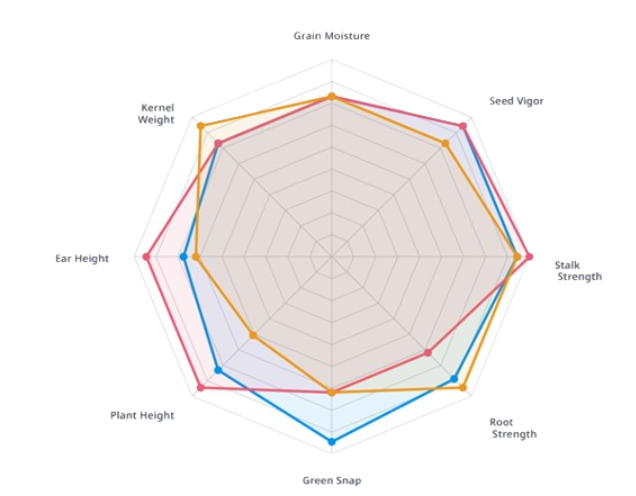 Grain Moisture
Seed Vigor
Kernel
Weight
Ear Height
Stalk
Strength
Plant Height
Root
Strength
Green Snap